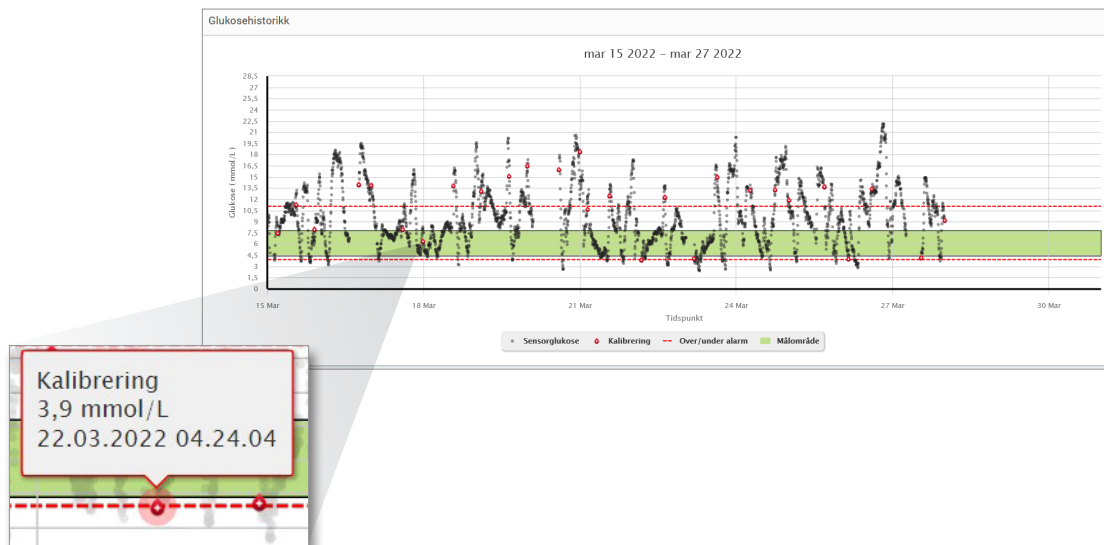 Glukosehistorikk
mar 15 2022 – mar 27 2022
Glukose ( mmol/L )
28,5
27
25,5
24
22,5
21
19,5
18
16,5
15
13,5
12
10,5
9
7,5
6
4,5
3
1,5
0
15 Mar 18 Mar 21 Mar 24 Mar 27 Mar 30 Mar
Tidspunkt
Sensorglukose Kalibrering Over/under alarm Målområde
Kalibrering
3,9 mmol/L
22.03.2022 04.24.04